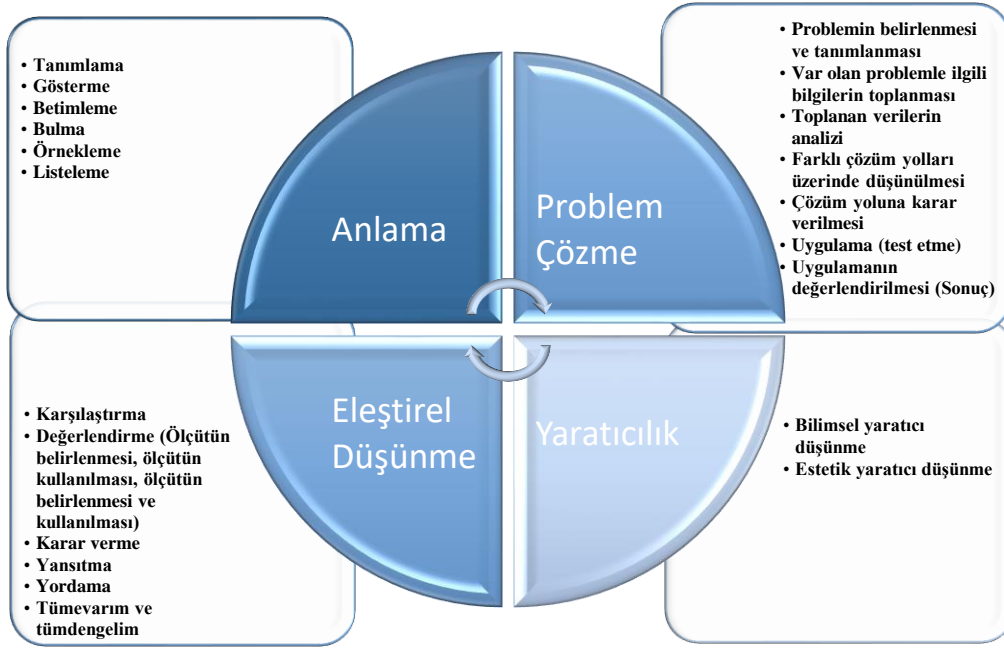 • Tanımlama
• Gösterme
• Betimleme
• Bulma
• Örnekleme
• Listeleme
Anlama
Problem
Çözme
• Problemin belirlenmesi
ve tanımlanması
• Var olan problemle ilgili
bilgilerin toplanması
• Toplanan verilerin
analizi
• Farklı çözüm yolları
üzerinde düşünülmesi
• Çözüm yoluna karar
verilmesi
• Uygulama (test etme)
• Uygulamanın
değerlendirilmesi (Sonuç)
• Karşılaştırma
• Değerlendirme (Ölçütün
belirlenmesi, ölçütün
kullanılması, ölçütün
belirlenmesi ve
kullanılması)
• Karar verme
• Yansıtma
• Yordama
• Tümevarım ve
tümdengelim
Eleştirel
Düşünme
Yaratıcılık
• Bilimsel yaratıcı
düşünme
• Estetik yaratıcı düşünme